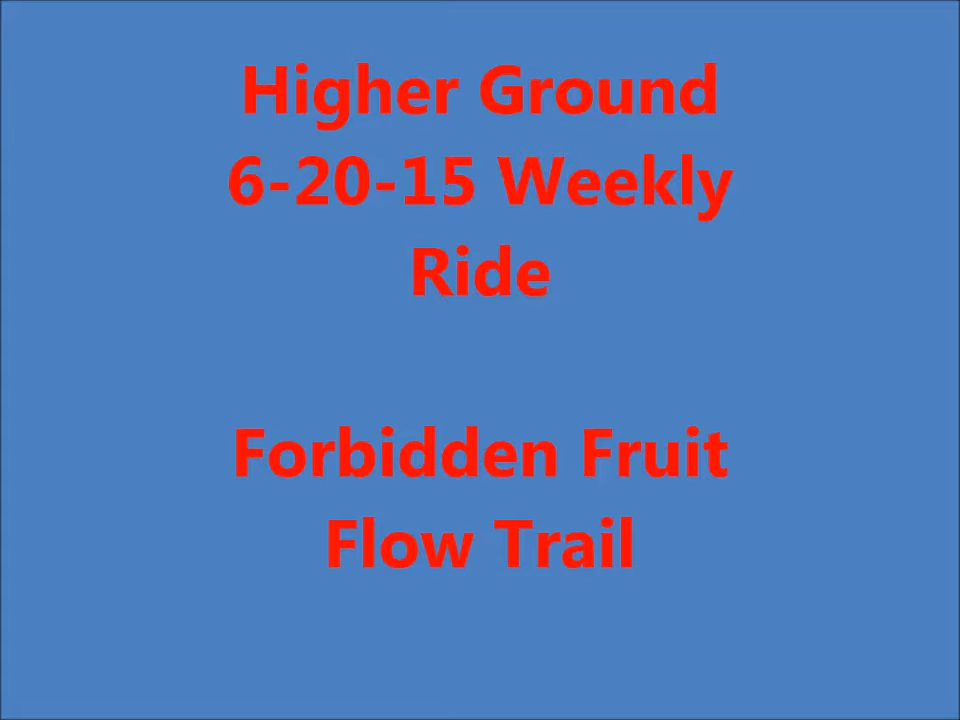 Higher Ground
6-20-15 Weekly
Ride
Forbidden Fruit
Flow Trail